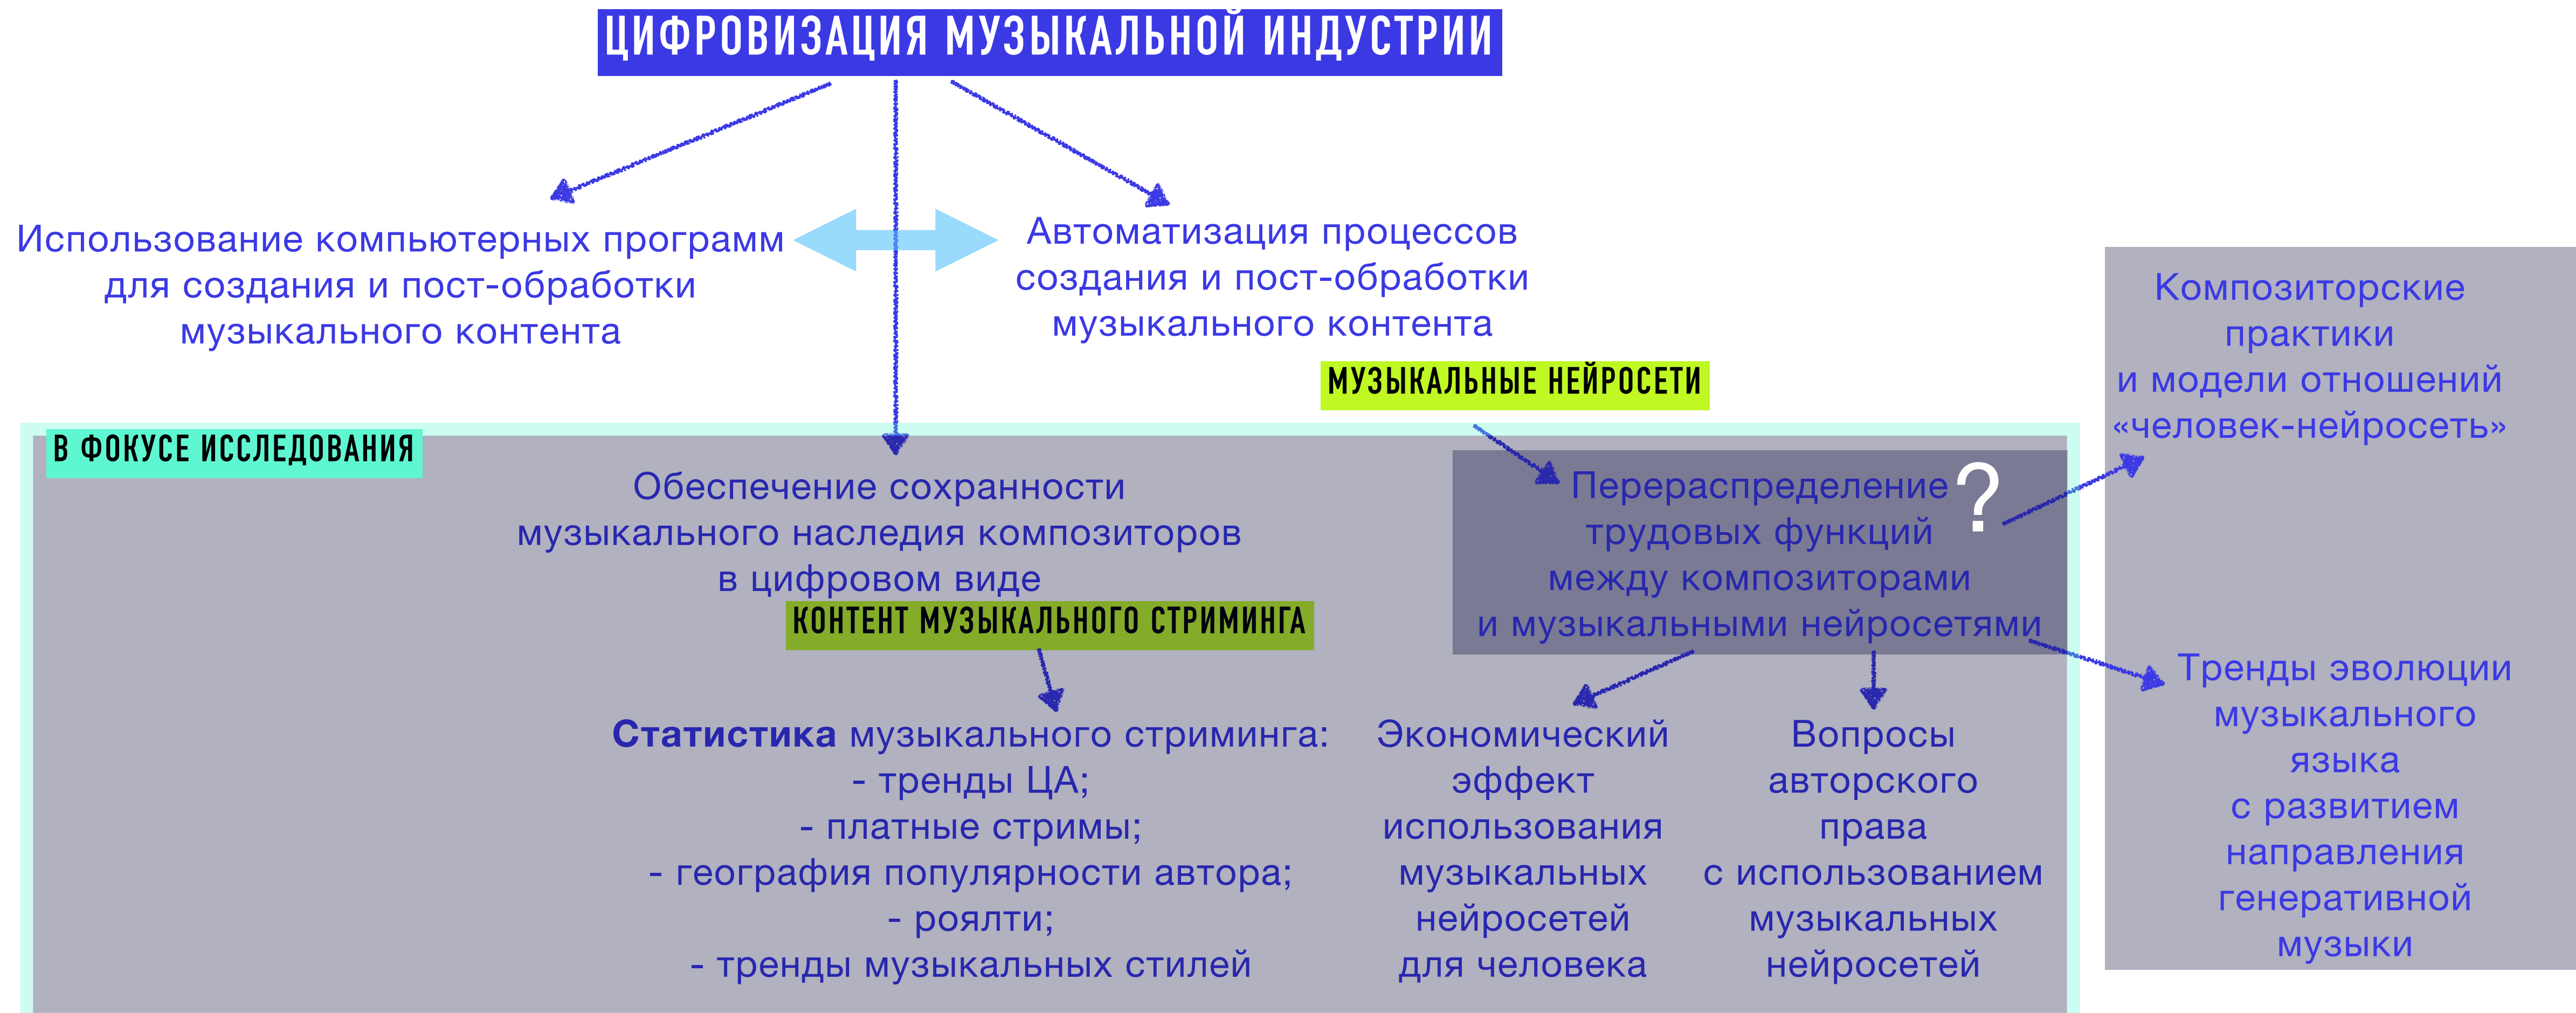 ЦИФРОВИЗАЦИЯ МУЗЫКАЛЬНОЙ ИНДУСТРИИ
Использование компьютерных программ
для создания и пост-обработки
музыкального контента
Автоматизация процессов
создания и пост-обработки
музыкального контента
МУЗЫКАЛЬНЫЕ НЕЙРОСЕТИ
Композиторские
практики
и модели отношений
«человек-нейросеть»
В ФОКУСЕ ИССЛЕДОВАНИЯ
Обеспечение сохранности
музыкального наследия композиторов
в цифровом виде
Перераспределение
трудовых функций
между композиторами
и музыкальными нейросетями
?
КОНТЕНТ МУЗЫКАЛЬНОГО СТРИМИНГА
Статистика музыкального стриминга:
- тренды ЦА;
- платные стримы;
- география популярности автора;
- роялти;
- тренды музыкальных стилей
Экономический
эффект
использования
музыкальных
нейросетей
для человека
Вопросы
авторского
права
с использованием
музыкальных
нейросетей
Тренды эволюции
музыкального
языка
с развитием
направления
генеративной
музыки